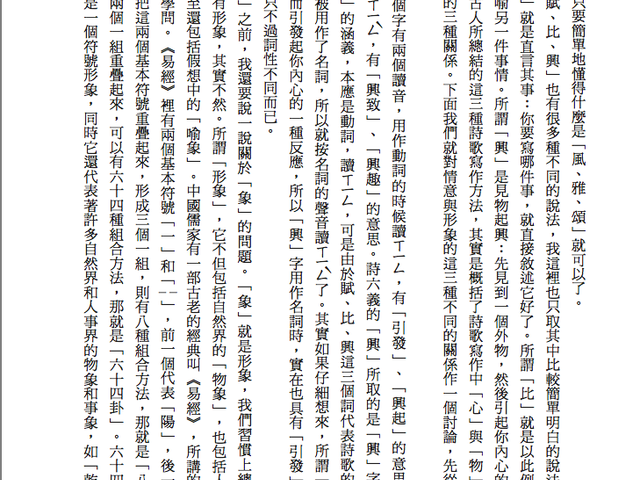 只要簡單地懂得什麼是「風、雅、頌」就可以了。
賦、比、興」也有很多種不同的說法，我這裡也只取其中比較簡單明白的說法
」就是直言其事：你要寫哪件事，就直接敘述它好了。所謂「比」就是以此例
喻另一件事情。所謂「興」是見物起興：先見到一個外物，然後引起你內心的
古人所總結的這三種詩歌寫作方法，其實是概括了詩歌寫作中「心」與「物」
的三種關係。下面我們就對情意與形象的這三種不同的關係作一個討論，先從
個字有兩個讀音，用作動詞的時候讀ㄒㄧㄥ，有「引發」、「興起」的意思
ㄒㄧㄥˋ，有「興致」、「興趣」的意思。詩六義的「興」所取的是「興」字
」的涵義，本應是動詞，讀ㄒㄧㄥ，可是由於賦、比、興這三個詞代表詩歌的
被用作了名詞，所以就按名詞的聲音讀ㄒㄧㄥˋ了。其實如果仔細想來，所謂
而引發起你內心的一種反應，所以「興」字用作名詞時，實在也具有「引發」
只不過詞性不同而已。
」之前，我還要說一說關於「象」的問題。「象」就是形象，我們習慣上總
有形象，其實不然。所謂「形象」，它不但包括自然界的「物象」，也包括人
至還包括假想中的「喻象」。中國儒家有一部古老的經典叫《易經》，所講的
學問。《易經》裡有兩個基本符號「—」和「--」，前一個代表「陽」，後一
把這兩個基本符號重疊起來，形成三個一組，則有八種組合方法，那就是「八
兩個一組重疊起來，可以有六十四種組合方法，那就是「六十四卦」。六十四
是一個符號形象，同時它還代表著許多自然界和人事界的物象和事象，如「乾